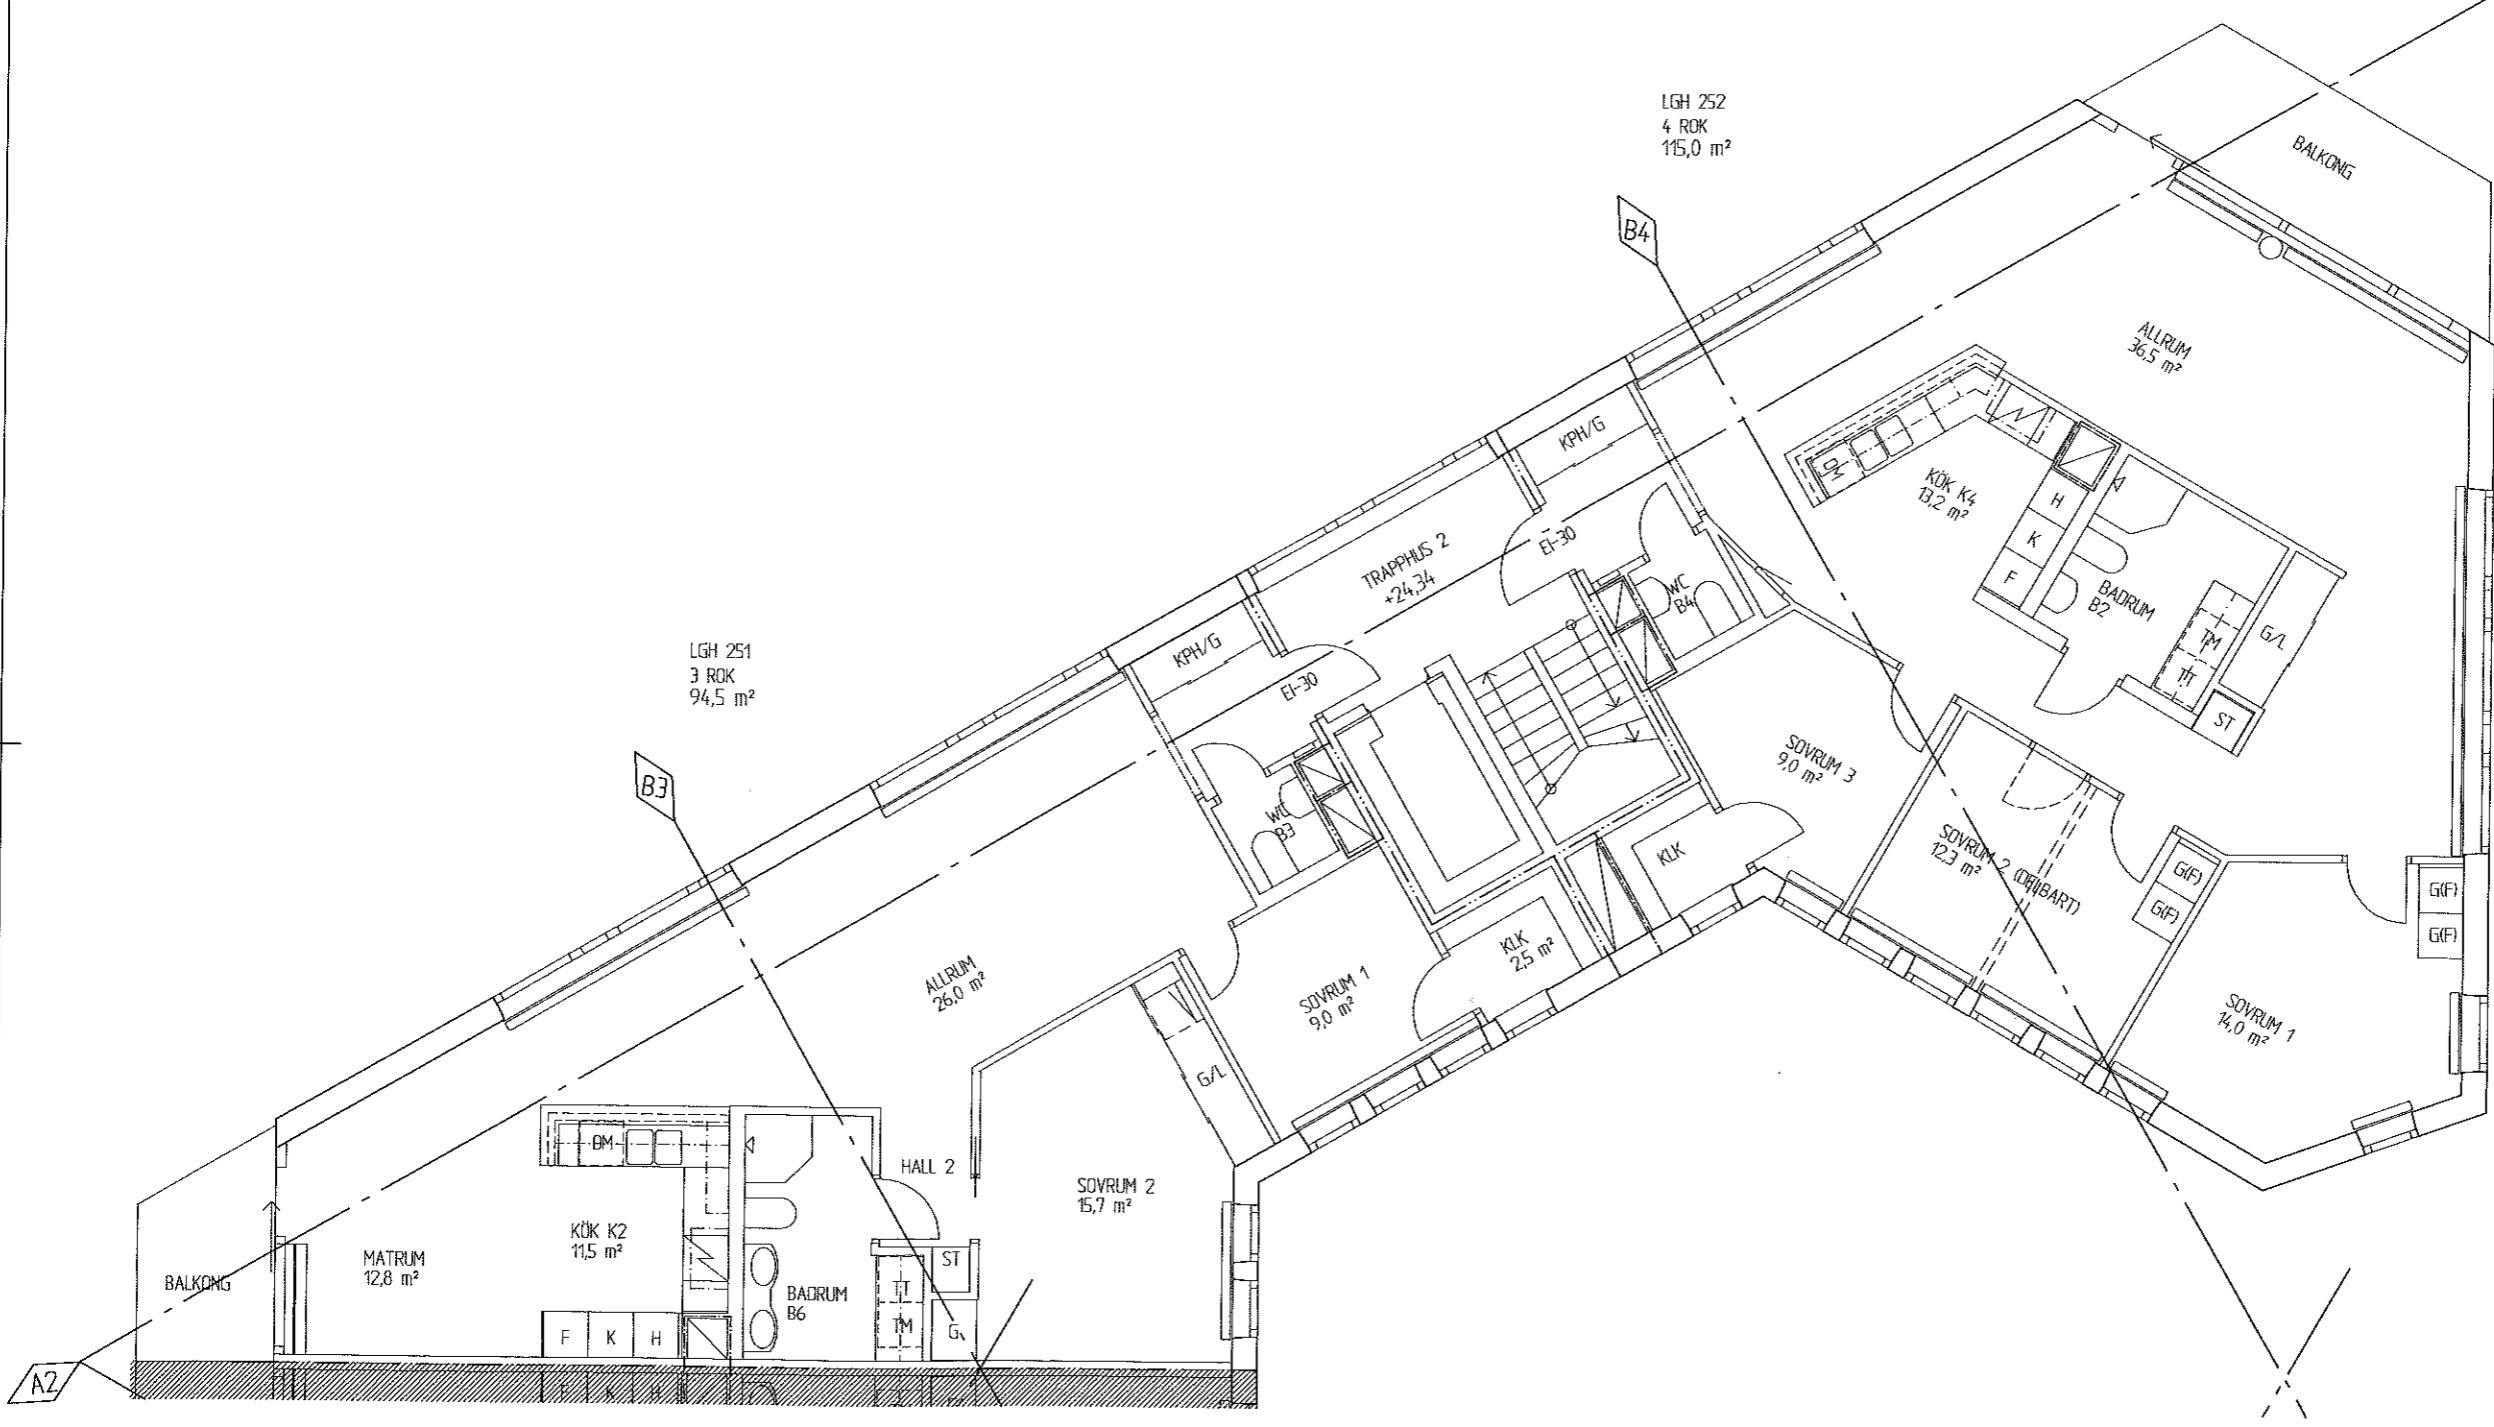 LGH 252
4 ROK
115,0 m²
BALKONG
B4
ALLRUM
36,5 m²
KPH/G
DM
KÖK K4
13,2 m²
H
K
F
EI-30
TRAPPHUS 2
+24,34
WC
B4
BADRUM
B2
TM
TT
G/L
ST
LGH 251
3 ROK
94,5 m²
KPH/G
EI-30
B3
SOVRUM 3
9,0 m²
WC
B3
KLK
SOVRUM 2 (DELBART)
12,3 m²
G(F)
G(F)
G(F)
G(F)
KLK
2,5 m²
ALLRUM
26,0 m²
SOVRUM 1
9,0 m²
SOVRUM 1
14,0 m²
G/L
DM
HALL 2
SOVRUM 2
15,7 m²
KÖK K2
11,5 m²
MATRUM
12,8 m²
BALKONG
ST
BADRUM
B6
TT
TM
G
F K H
A2
F K H